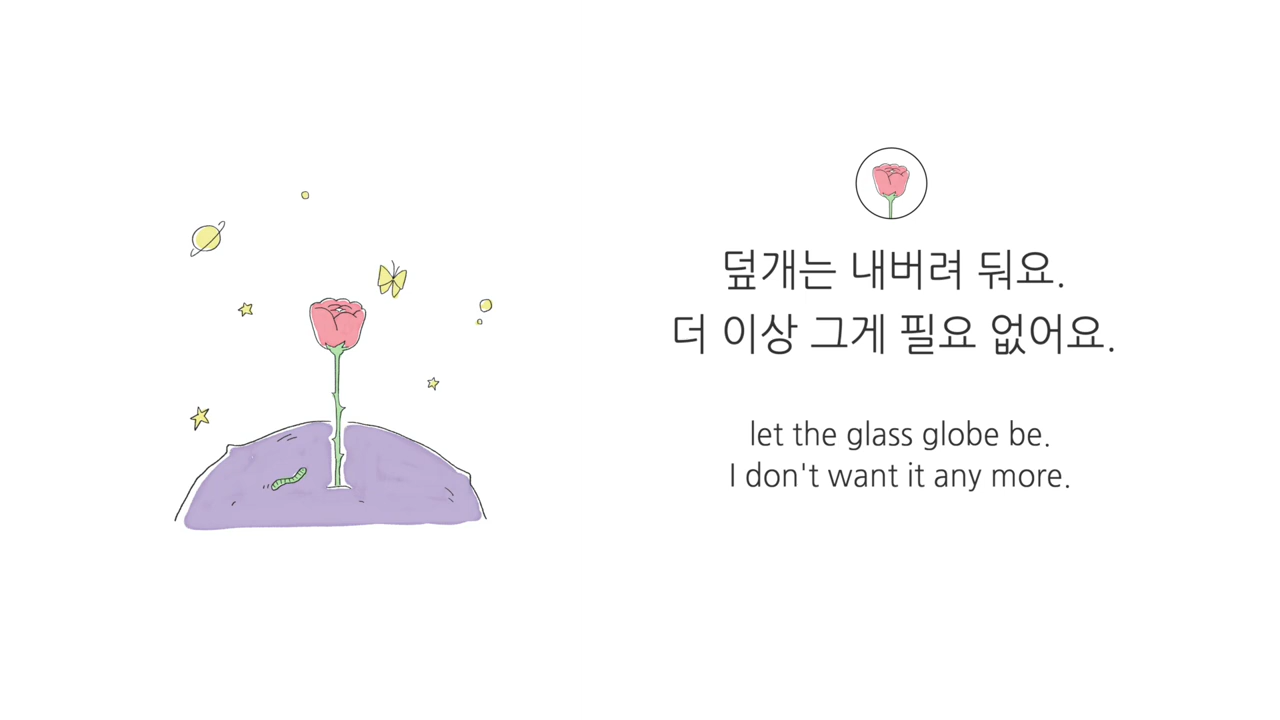 덮개는 내버려 둬요.
더 이상 그게 필요 없어요.
let the glass globe be.
I don't want it any more.